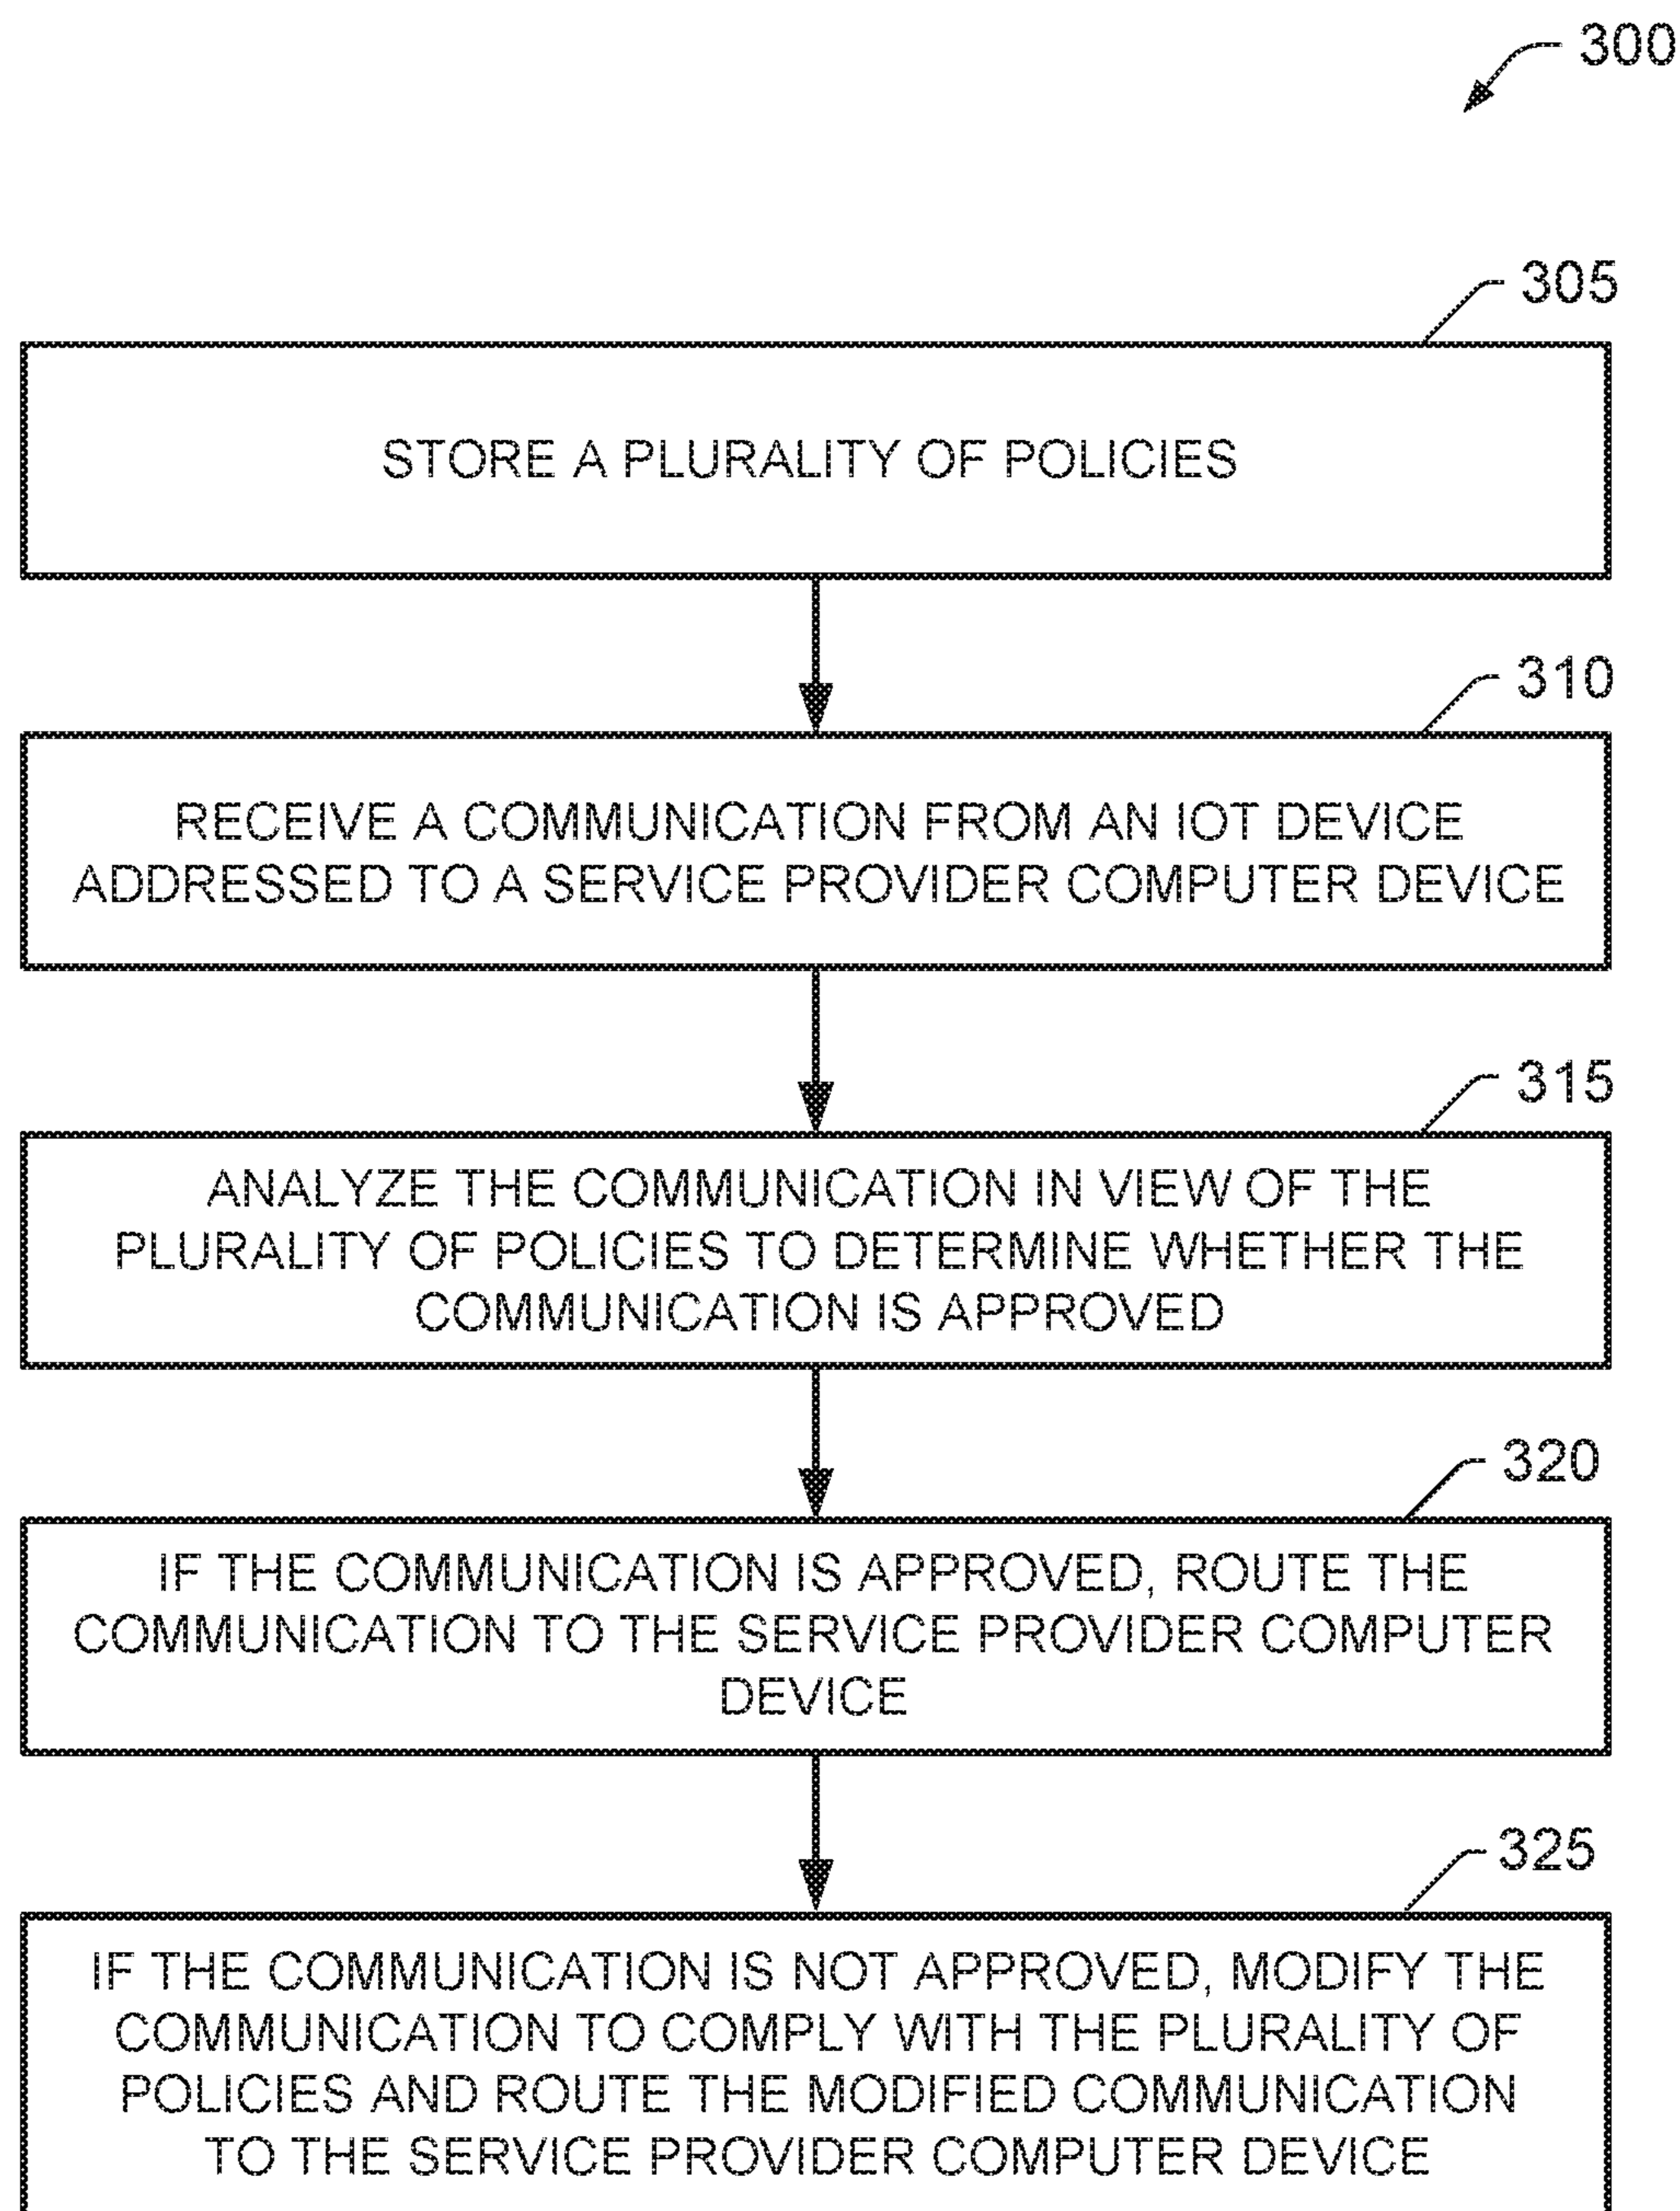 300
305
STORE A PLURALITY OF POLICIES
310
RECEIVE A COMMUNICATION FROM AN IOT DEVICE
ADDRESSED TO A SERVICE PROVIDER COMPUTER DEVICE
315
ANALYZE THE COMMUNICATION IN VIEW OF THE
PLURALITY OF POLICIES TO DETERMINE WHETHER THE
COMMUNICATION IS APPROVED
320
IF THE COMMUNICATION IS APPROVED, ROUTE THE
COMMUNICATION TO THE SERVICE PROVIDER COMPUTER
DEVICE
325
IF THE COMMUNICATION IS NOT APPROVED, MODIFY THE
COMMUNICATION TO COMPLY WITH THE PLURALITY OF
POLICIES AND ROUTE THE MODIFIED COMMUNICATION
TO THE SERVICE PROVIDER COMPUTER DEVICE